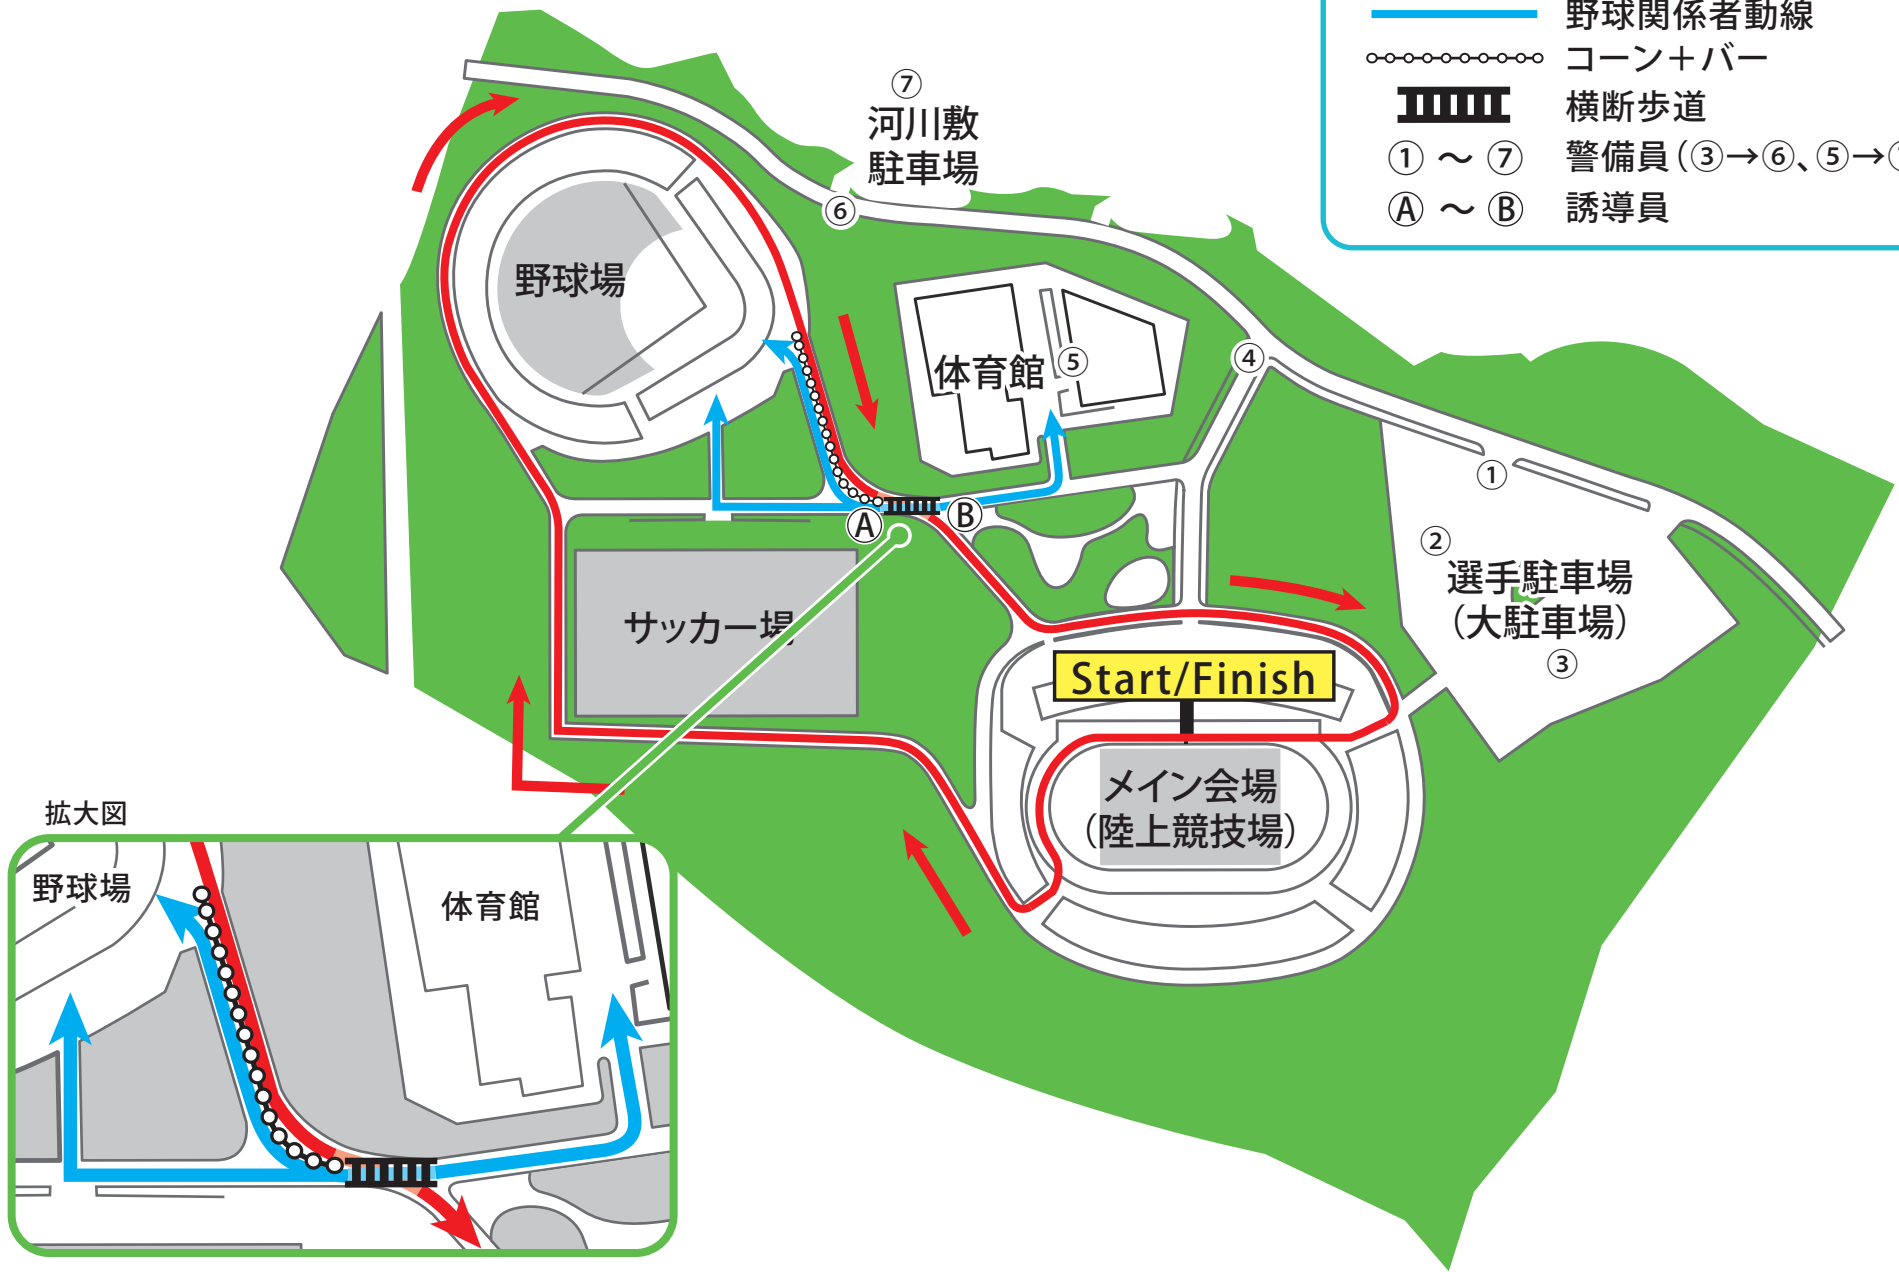 野球関係者動線
コーン＋バー
横断歩道
① ～ ⑦ 警備員（③→⑥、⑤→
Ⓐ ～ Ⓑ 誘導員
⑦
河川敷
駐車場
⑥
野球場
体育館
⑤
④
①
Ⓐ
Ⓑ
②
選手駐車場
（大駐車場）
③
サッカー場
Start/Finish
メイン会場
（陸上競技場）
拡大図
野球場
体育館